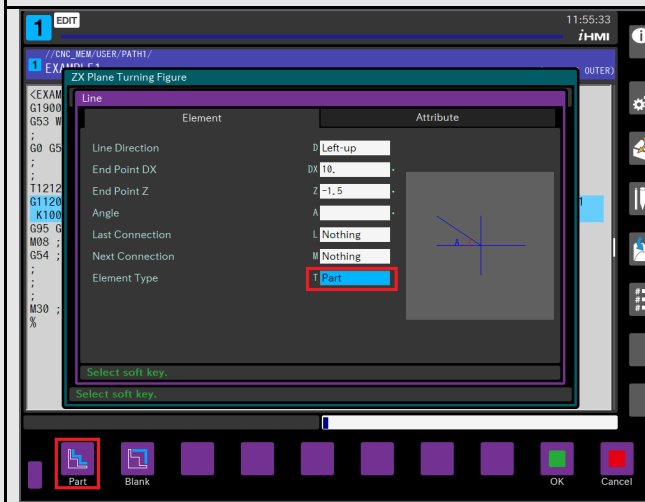 1 EDIT
11:55:33
iHMI
//CNC_MEM/USER/PATH1/
1
OUTER)
ZX Plane Turning Figure
<EXAM
Line
G1900
Element Attribute
G53 W
;
Line Direction D Left-up
G0 G5
;
End Point DX DX 10.
;
T1212
End Point Z Z -1.5
G1120
1
Angle A
K100
G95 G
Last Connection L Nothing
M08 ;
G54 ;
Next Connection M Nothing
;
Element Type T Part
;
;
M30 ;
%
A
Select soft key.
Select soft key.
Part Blank OK Cancel